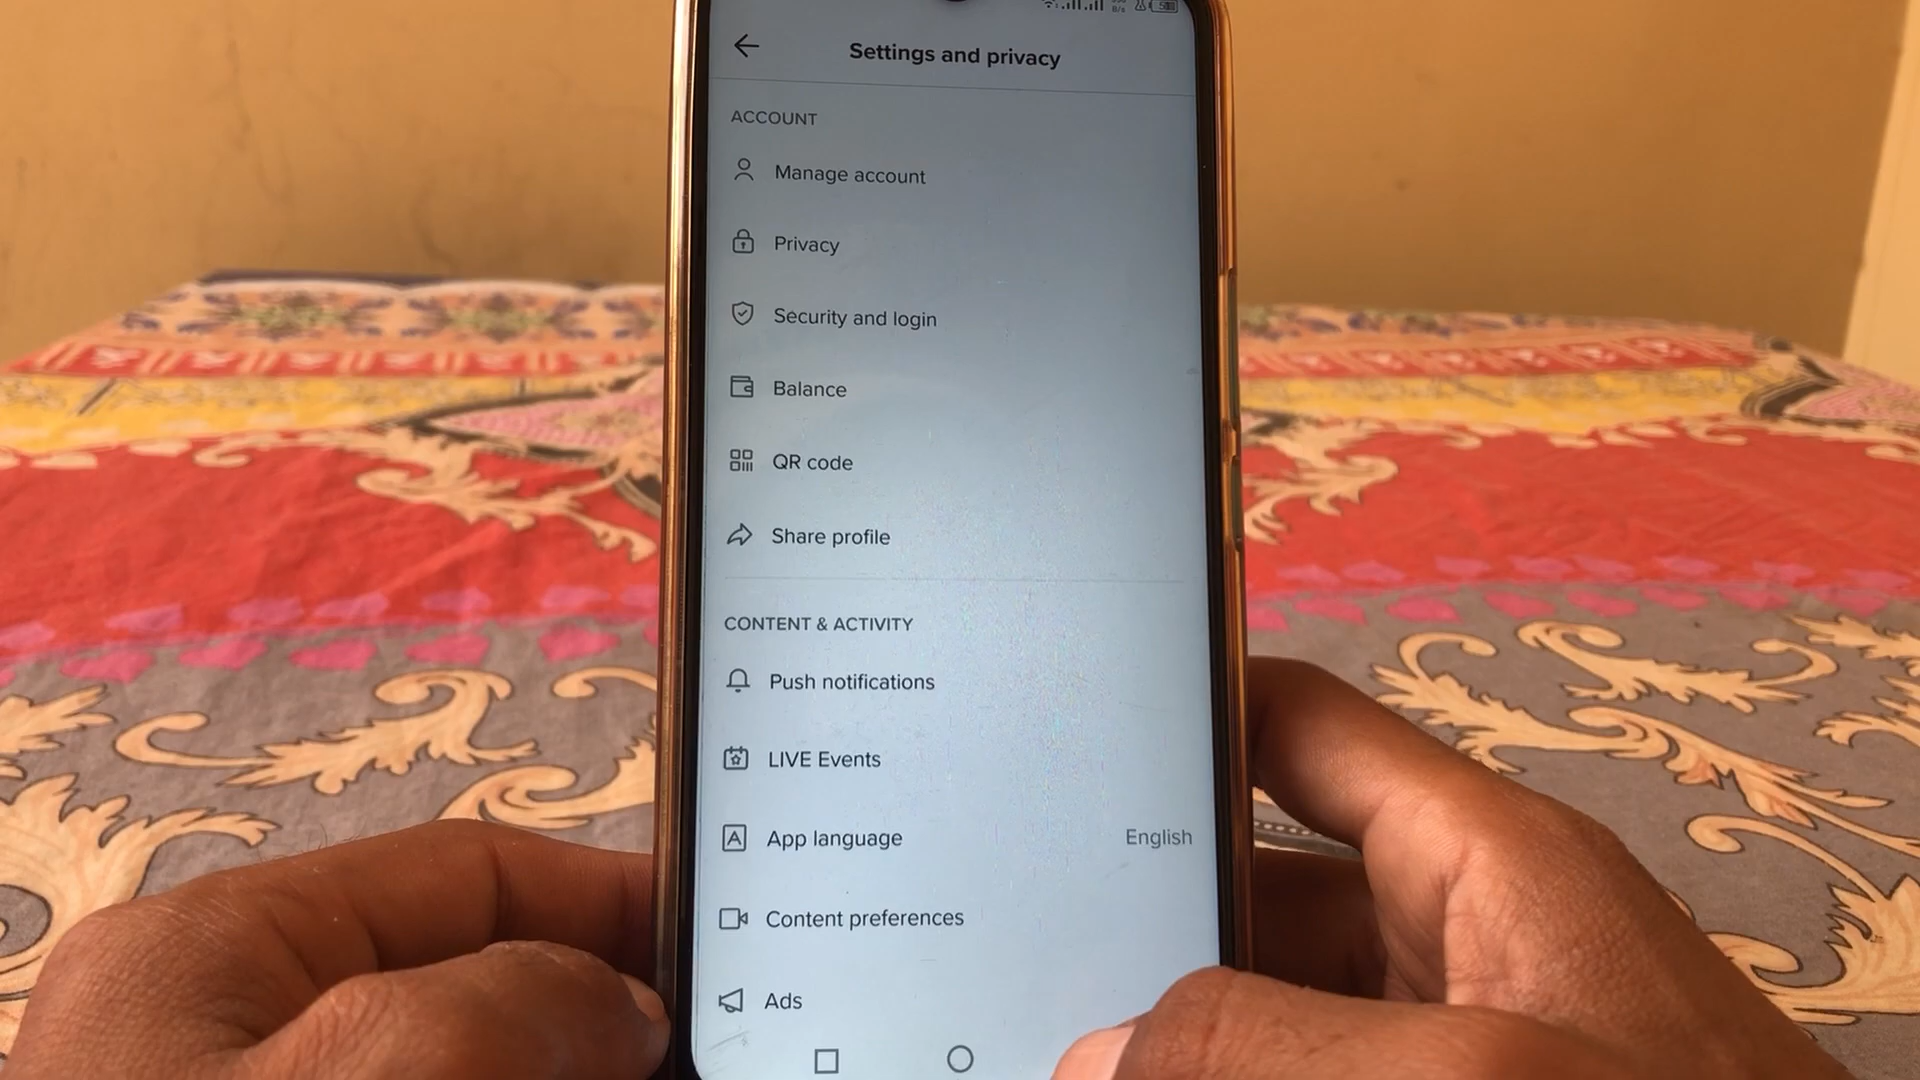 Settings and privacy
ACCOUNT
Manage account
Privacy
Security and login
Balance
QR code
Share profile
CONTENT & ACTIVITY
Push notifications
LIVE Events
App language English
Content preferences
Ads